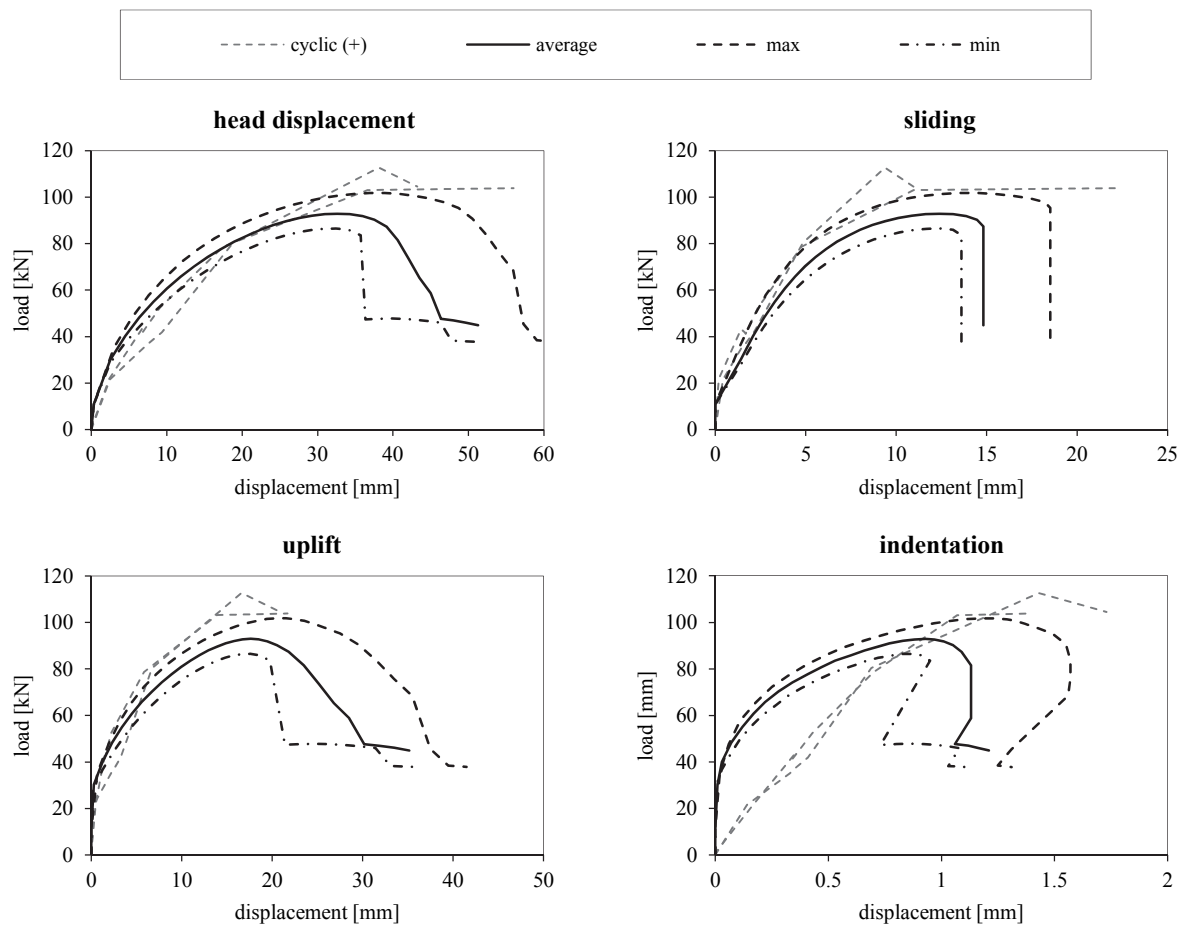 cyclic (+) average max min
head displacement
120
100
80
60
40
20
0
load [kN]
0 10 20 30 40 50 60
displacement [mm]
sliding
120
100
80
60
40
20
0
load [kN]
0 5 10 15 20 25
displacement [mm]
uplift
120
100
80
60
40
20
0
load [kN]
0 10 20 30 40 50
displacement [mm]
indentation
120
100
80
60
40
20
0
load [mm]
0 0.5 1 1.5 2
displacement [mm]